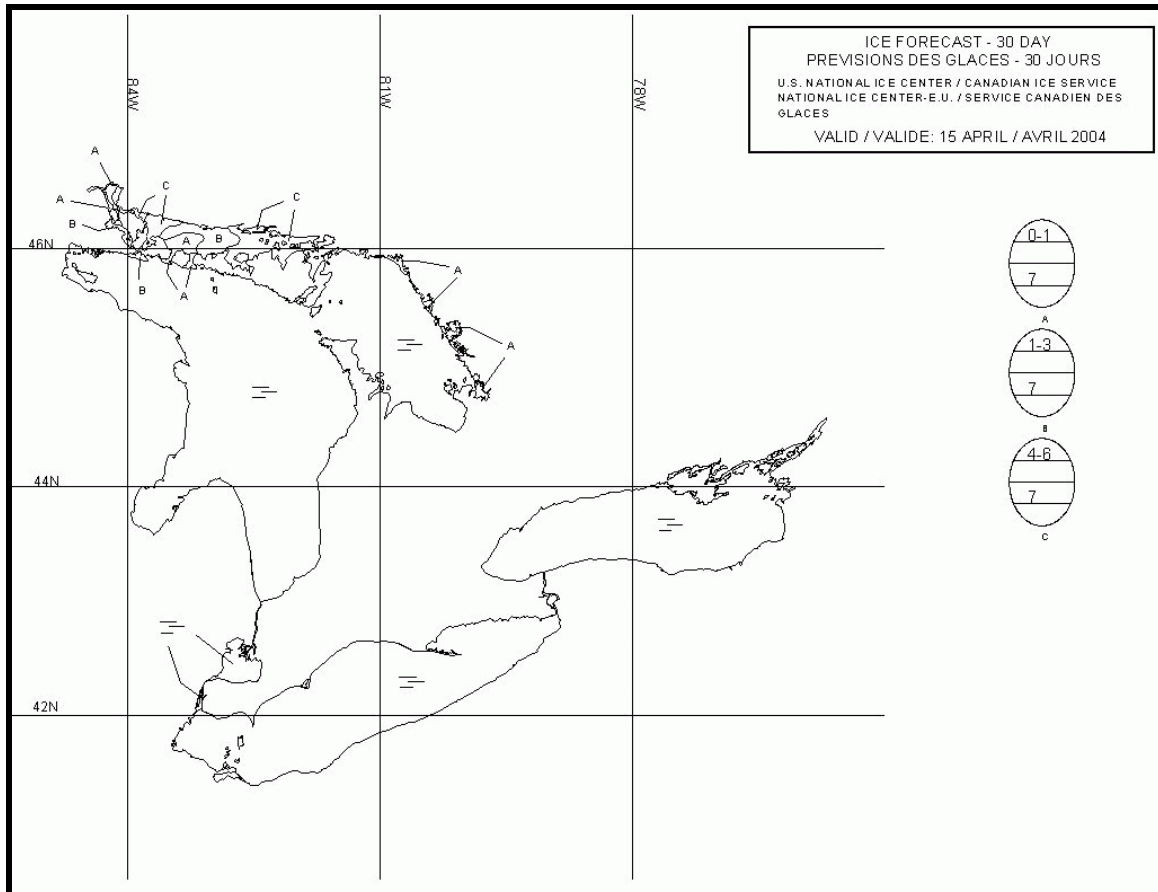 ICE FORECAST - 30 DAY
PREVISIONS DES GLACES - 30 JOURS
U.S. NATIONAL ICE CENTER / CANADIAN ICE SERVICE
NATIONAL ICE CENTER-E.U. / SERVICE CANADIEN DES
GLACES
VALID / VALIDE: 15 APRIL / AVRIL 2004
84W
81W
78W
A
C
C
A
B
A
B
46N
B
A
A
A
0-1
7
A
1-3
7
B
4-6
7
C
44N
42N